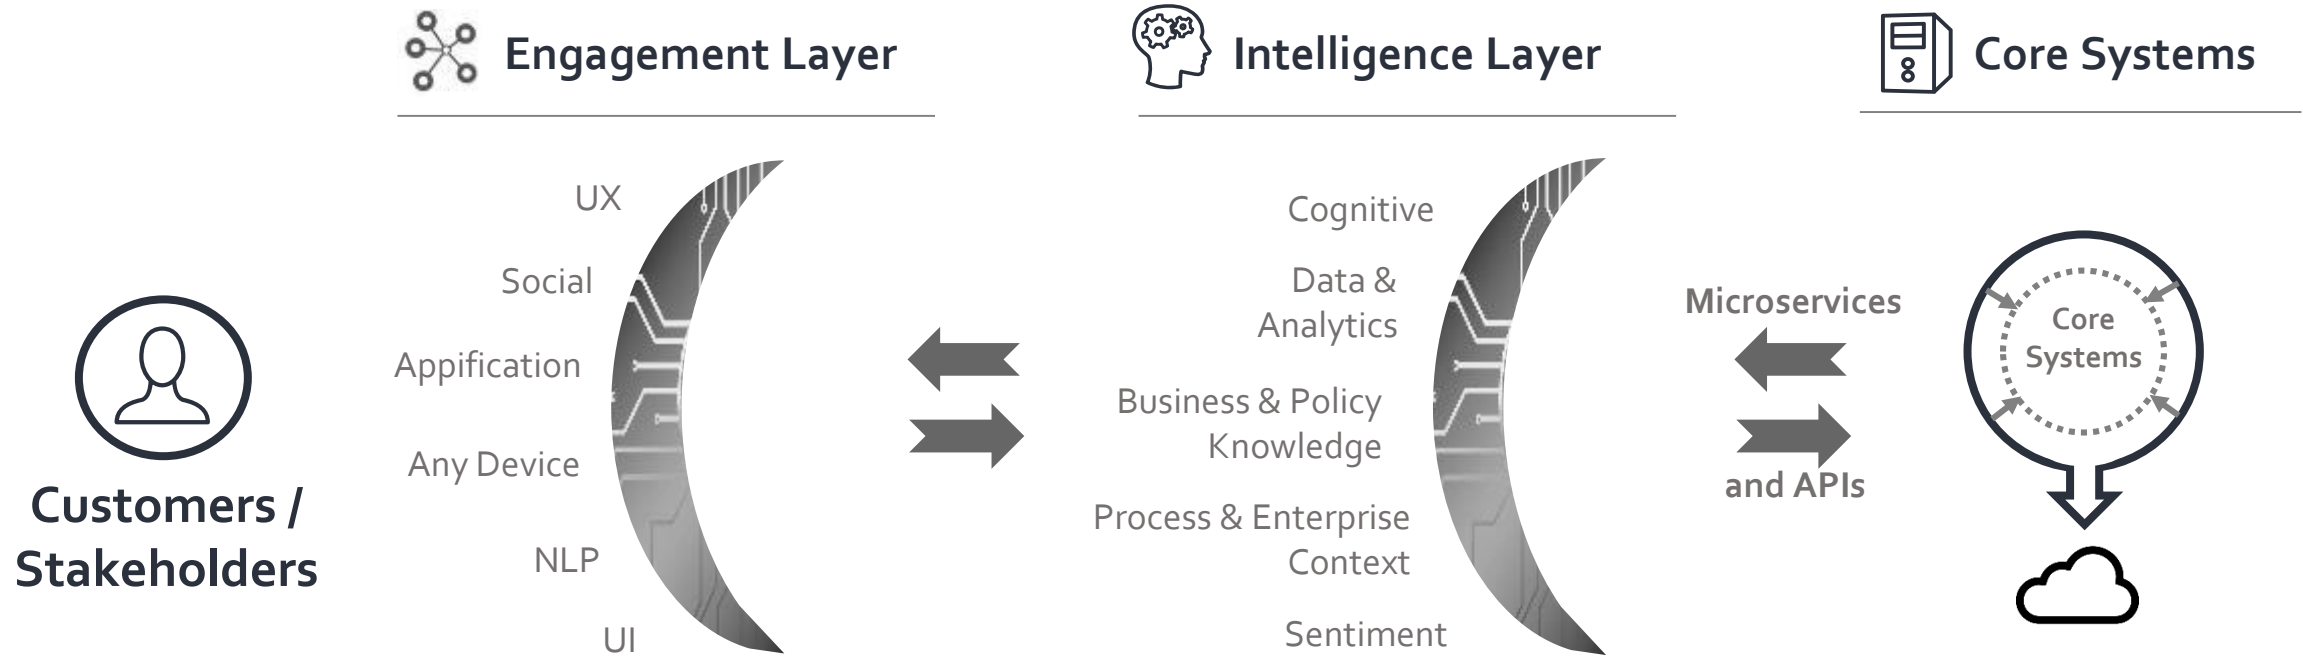 Engagement Layer
Intelligence Layer
Core Systems
Customers /
Stakeholders
UX
Social
Appification
Any Device
NLP
UI
Cognitive
Data &
Analytics
Business & Policy
Knowledge
Process & Enterprise
Context
Sentiment
Microservices
and APIs
Core
Systems